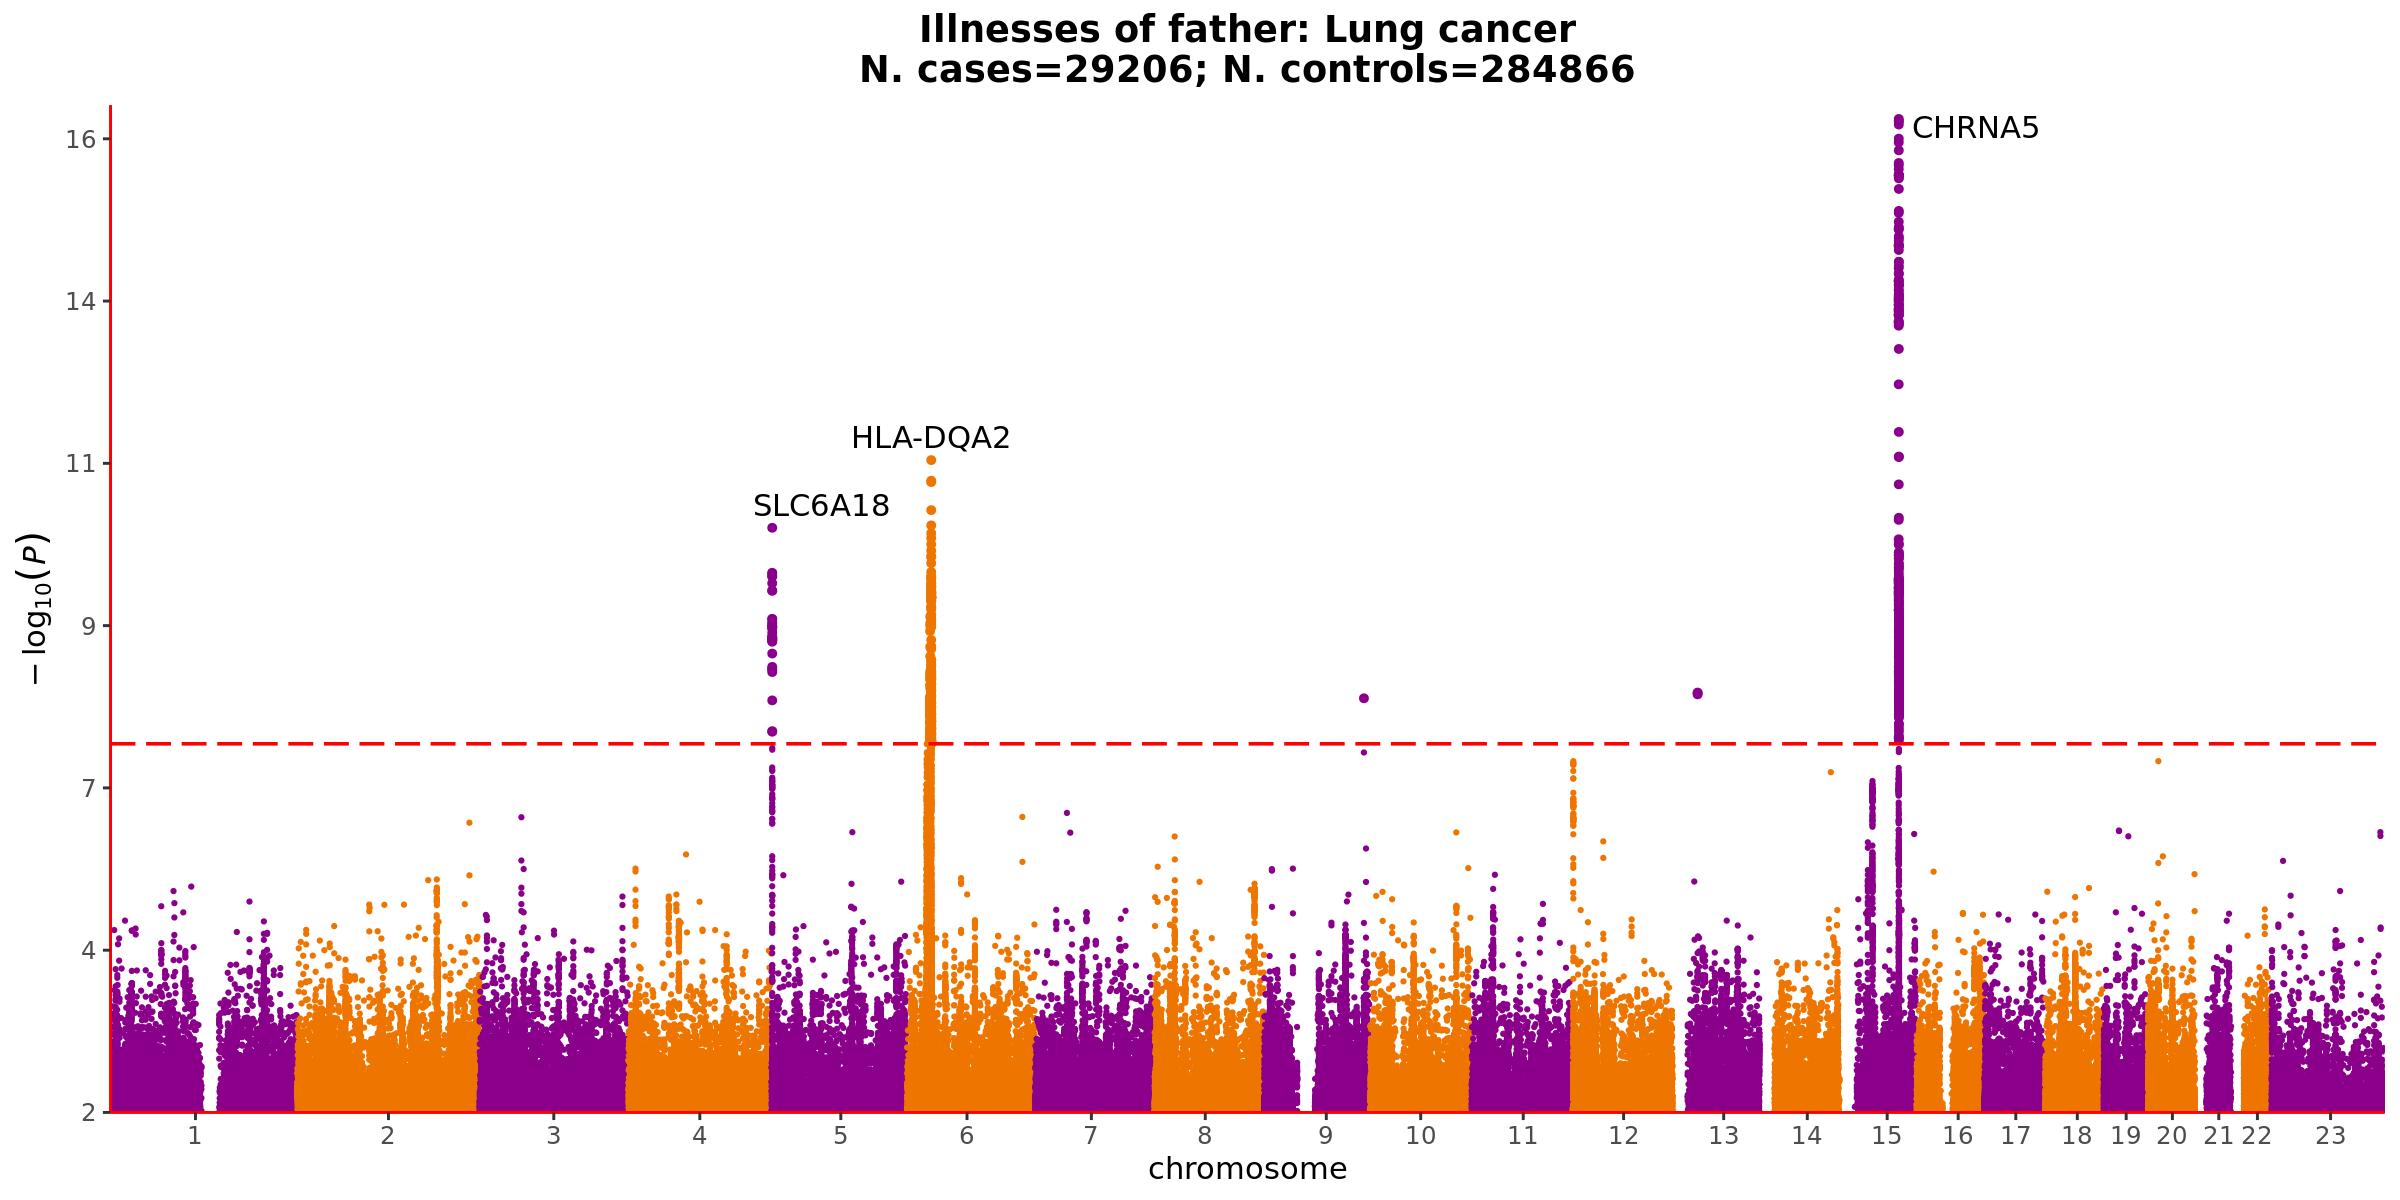 Illnesses of father: Lung cancer
N. cases=29206; N. controls=284866
16
CHRNA5
14
HLA-DQA2
11
SLC6A18
−log10(P)
9
7
4
2
1 2 3 4 5 6 7 8 9 10 11 12 13 14 15 16 17 18 19 20 21 22 23
chromosome